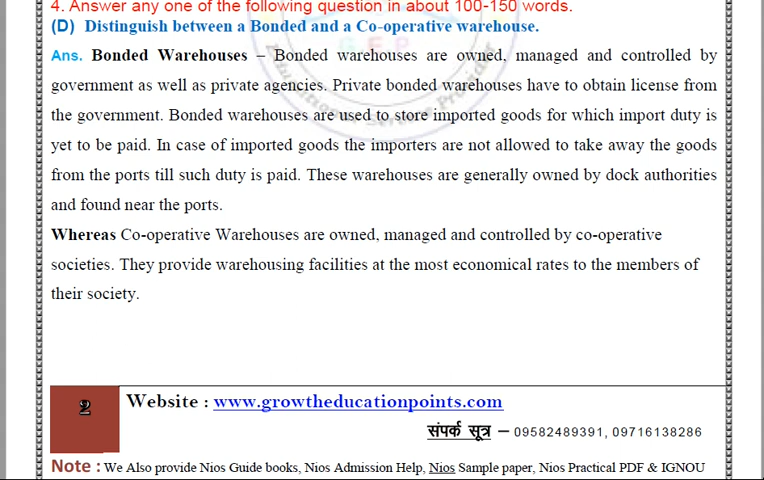 4. Answer any one of the following question in about 100-150 words.
(D) Distinguish between a Bonded and a Co-operative warehouse.
Ans. Bonded Warehouses – Bonded warehouses are owned, managed and controlled by
government as well as private agencies. Private bonded warehouses have to obtain license from
the government. Bonded warehouses are used to store imported goods for which import duty is
yet to be paid. In case of imported goods the importers are not allowed to take away the goods
from the ports till such duty is paid. These warehouses are generally owned by dock authorities
and found near the ports.
Whereas Co-operative Warehouses are owned, managed and controlled by co-operative
societies. They provide warehousing facilities at the most economical rates to the members of
their society.
2
Website : www.growtheducationpoints.com
संपर्क सूत्र – 09582489391, 09716138286
Note : We Also provide Nios Guide books, Nios Admission Help, Nios Sample paper, Nios Practical PDF & IGNOU